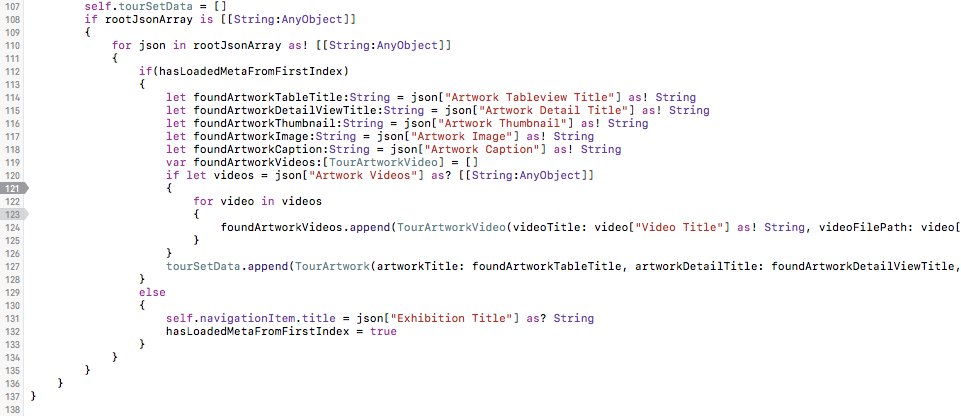 107 self.tourSetData = []
108 if rootJsonArray is [[String:AnyObject]]
109 {
110 for json in rootJsonArray as! [[String:AnyObject]]
111 {
112 if(hasLoadedMetaFromFirstIndex)
113 {
114 let foundArtworkTableTitle:String = json["Artwork Tableview Title"] as! String
115 let foundArtworkDetailViewTitle:String = json["Artwork Detail Title"] as! String
116 let foundArtworkThumbnail:String = json["Artwork Thumbnail"] as! String
117 let foundArtworkImage:String = json["Artwork Image"] as! String
118 let foundArtworkCaption:String = json["Artwork Caption"] as! String
119 var foundArtworkVideos:[TourArtworkVideo] = []
120 if let videos = json["Artwork Videos"] as? [[String:AnyObject]]
121 {
122 for video in videos
123 {
124 foundArtworkVideos.append(TourArtworkVideo(videoTitle: video["Video Title"] as! String, videoFilePath: video[
125 }
126 }
127 tourSetData.append(TourArtwork(artworkTitle: foundArtworkTableTitle, artworkDetailTitle: foundArtworkDetailViewTitle,
128 }
129 else
130 {
131 self.navigationItem.title = json["Exhibition Title"] as? String
132 hasLoadedMetaFromFirstIndex = true
133 }
134 }
135 }
136 }
137 }
138